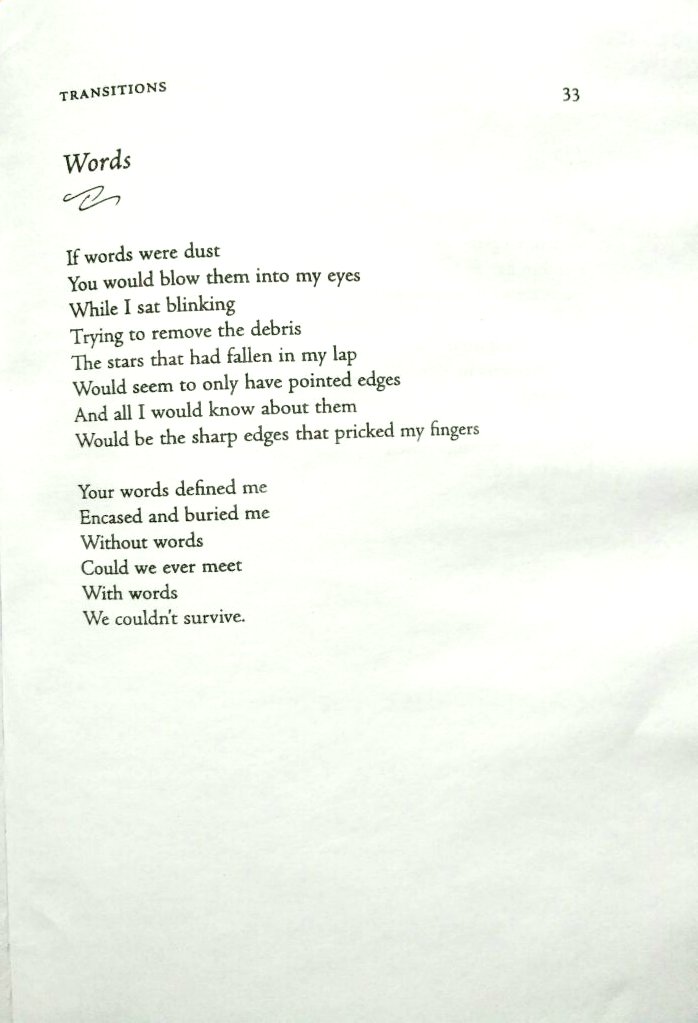 TRANSITIONS 33
Words
If words were dust
You would blow them into my eyes
While I sat blinking
Trying to remove the debris
The stars that had fallen in my lap
Would seem to only have pointed edges
And all I would know about them
Would be the sharp edges that pricked my fingers
Your words defined me
Encased and buried me
Without words
Could we ever meet
With words
We couldn't survive.